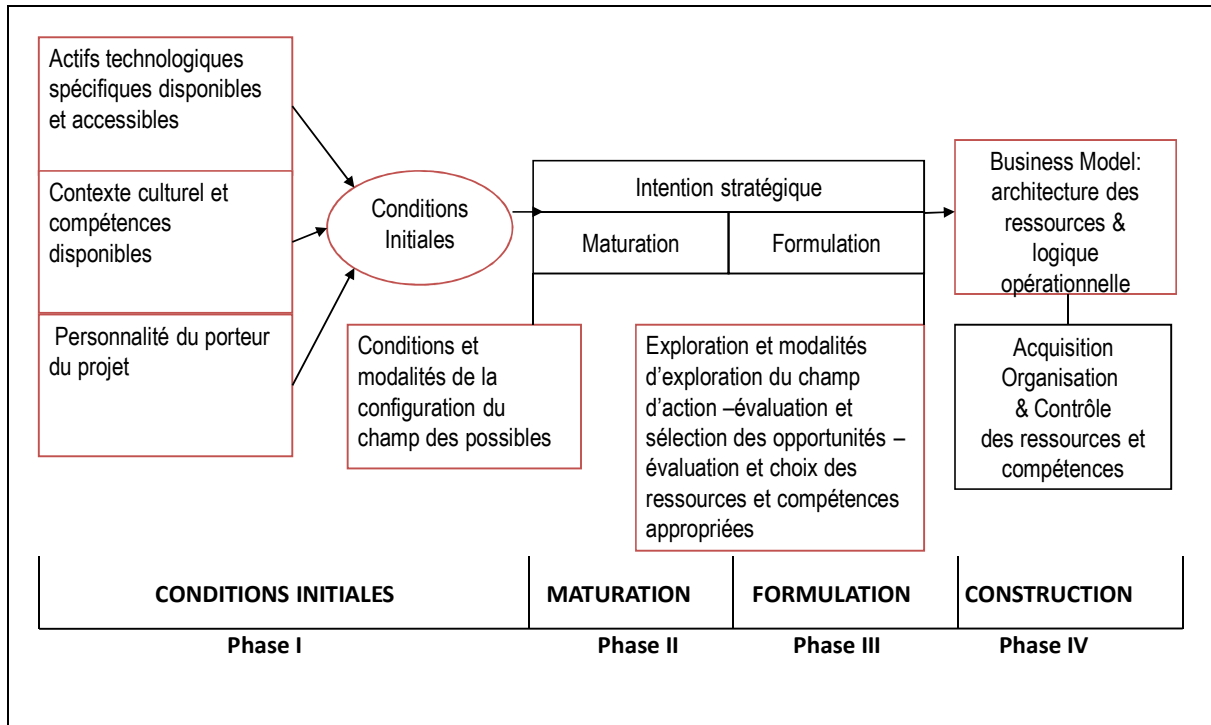 Actifs technologiques
spécifiques disponibles
et accessibles
Contexte culturel et
compétences
disponibles
Personnalité du porteur
du projet
Conditions
Initiales
Intention stratégique
Maturation
Formulation
Conditions et
modalités de la
configuration du
champ des possibles
Exploration et modalités
d’exploration du champ
d’action –évaluation et
sélection des opportunités –
évaluation et choix des
ressources et compétences
appropriées
Business Model:
architecture des
ressources &
logique
opérationnelle
Acquisition
Organisation
& Contrôle
des ressources et
compétences
CONDITIONS INITIALES
MATURATION
FORMULATION
CONSTRUCTION
Phase I
Phase II
Phase III
Phase IV